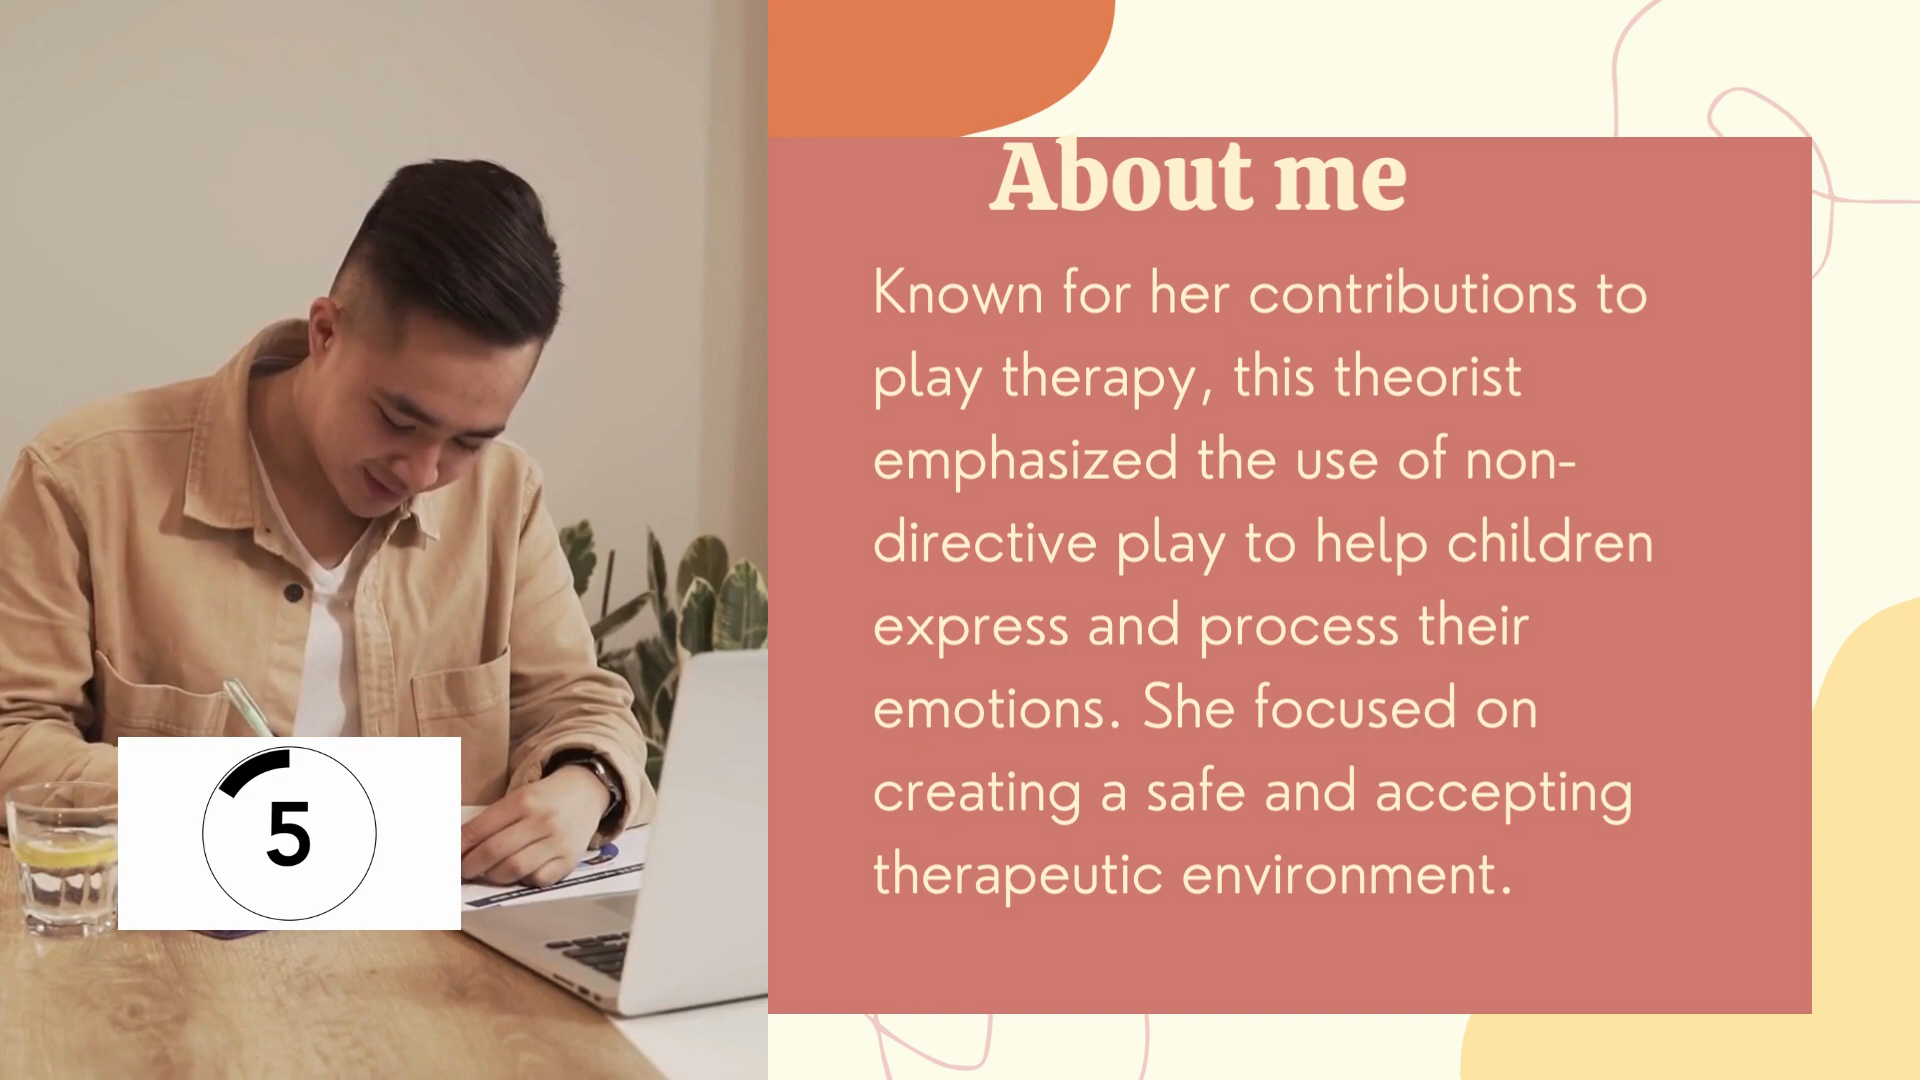 About me
Known for her contributions to
play therapy, this theorist
emphasized the use of non-
directive play to help children
express and process their
emotions. She focused on
creating a safe and accepting
therapeutic environment.
5